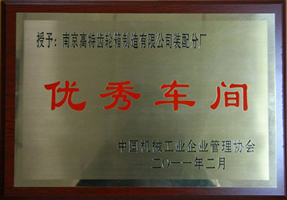 授予：南京高特齿轮箱制造有限公司装配分厂
优秀车间
中国机械工业企业管理协会
二〇一一年二月